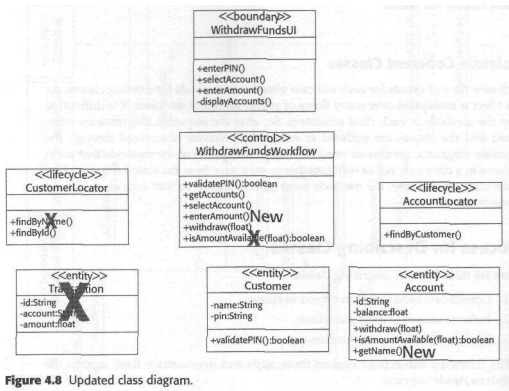 <<boundary>>
WithdrawFundsUI
+enterPIN()
+selectAccount()
+enterAmount()
-displayAccounts()
<<control>>
WithdrawFundsWorkflow
+validatePIN():boolean
+getAccounts()
+selectAccount()
+enterAmount()New
+withdraw(float)
+isAmountAvailable(float):boolean
<<lifecycle>>
CustomerLocator
+findByName()
+findById()
<<lifecycle>>
AccountLocator
+findByCustomer()
<<entity>>
Transaction
-id:String
-account:String
-amount:float
<<entity>>
Customer
-name:String
-pin:String
+validatePIN():boolean
<<entity>>
Account
-id:String
-balance:float
+withdraw(float)
+isAmountAvailable(float):boolean
+getName()New
Figure 4.8 Updated class diagram.